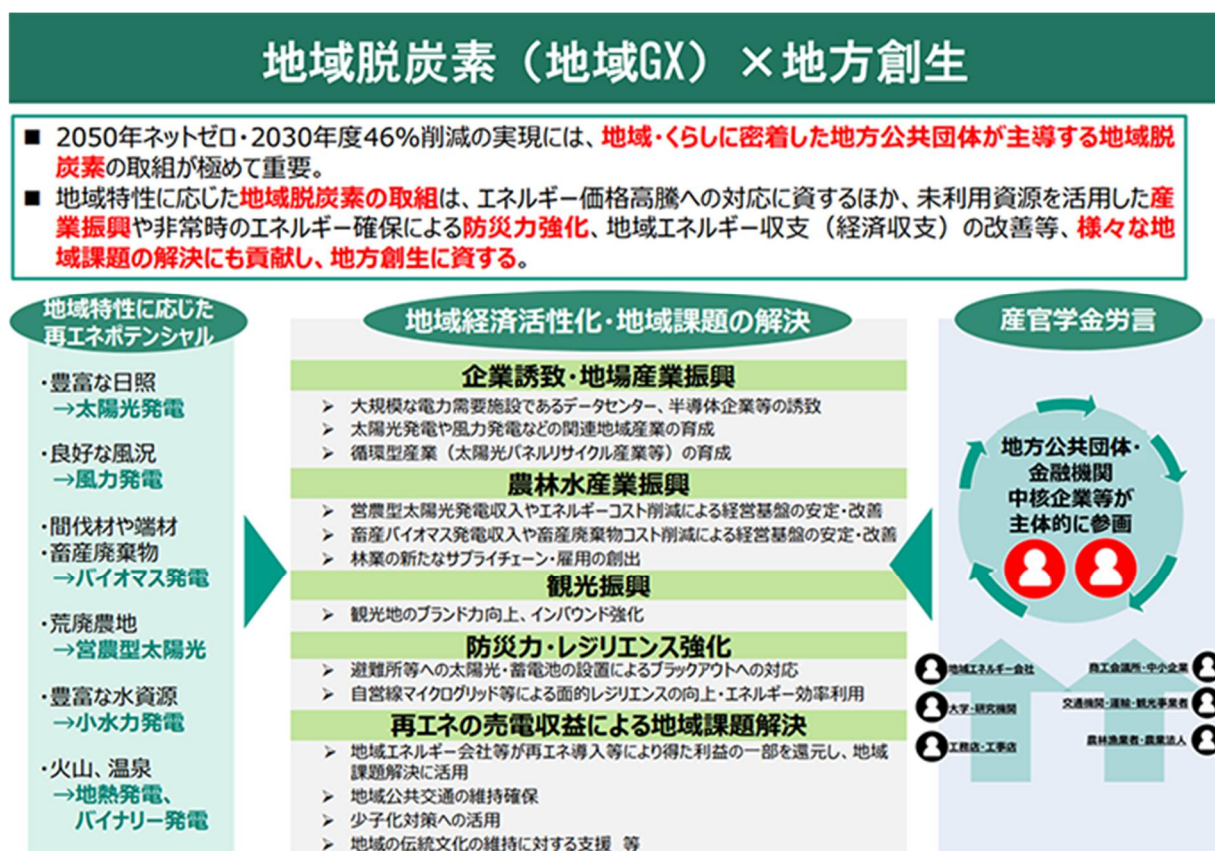 地域脱炭素（地域GX）×地方創生
■ 2050年ネットゼロ・2030年度46%削減の実現には、地域・くらしに密着した地方公共団体が主導する地域脱
炭素の取組が極めて重要。
■ 地域特性に応じた地域脱炭素の取組は、エネルギー価格高騰への対応に資するほか、未利用資源を活用した産
業振興や非常時のエネルギー確保による防災力強化、地域エネルギー収支（経済収支）の改善等、様々な地
域課題の解決にも貢献し、地方創生に資する。
地域特性に応じた
再エネポテンシャル
・豊富な日照
→太陽光発電
・良好な風況
→風力発電
・間伐材や端材
・畜産廃棄物
→バイオマス発電
・荒廃農地
→営農型太陽光
・豊富な水資源
→小水力発電
・火山、温泉
→地熱発電、
バイナリー発電
地域経済活性化・地域課題の解決
企業誘致・地場産業振興
➢ 大規模な電力需要施設であるデータセンター、半導体企業等の誘致
➢ 太陽光発電や風力発電などの関連地域産業の育成
➢ 循環型産業（太陽光パネルリサイクル産業等）の育成
農林水産業振興
➢ 営農型太陽光発電収入やエネルギーコスト削減による経営基盤の安定・改善
➢ 畜産バイオマス発電収入や畜産廃棄物コスト削減による経営基盤の安定・改善
➢ 林業の新たなサプライチェーン・雇用の創出
観光振興
➢ 観光地のブランド力向上、インバウンド強化
防災力・レジリエンス強化
➢ 避難所等への太陽光・蓄電池の設置によるブラックアウトへの対応
➢ 自営線マイクログリッド等による面的レジリエンスの向上・エネルギー効率利用
再エネの売電収益による地域課題解決
➢ 地域エネルギー会社等が再エネ導入等により得た利益の一部を還元し、地域
課題解決に活用
➢ 地域公共交通の維持確保
➢ 少子化対策への活用
➢ 地域の伝統文化の維持に対する支援 等
産官学金労言
地方公共団体・
金融機関
中核企業等が
主体的に参画
地域エネルギー会社
商工会議所・中小企業
大学・研究機関
交通機関・運輸・観光事業者
工務店・工事店
農林漁業者・農業法人